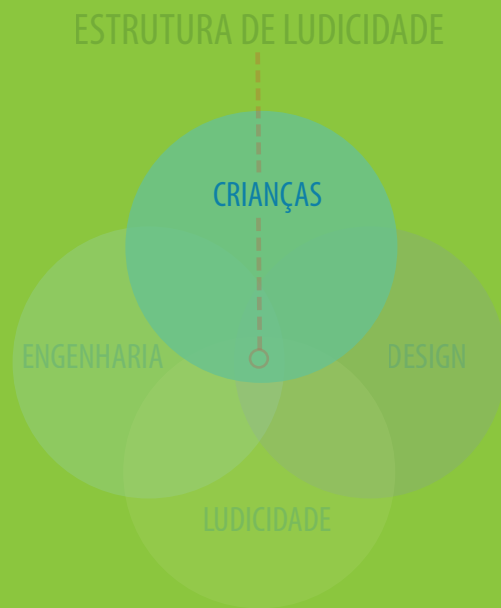 ESTRUTURA DE LUDICIDADE
CRIANÇAS
ENGENHARIA
DESIGN
LUDICIDADE